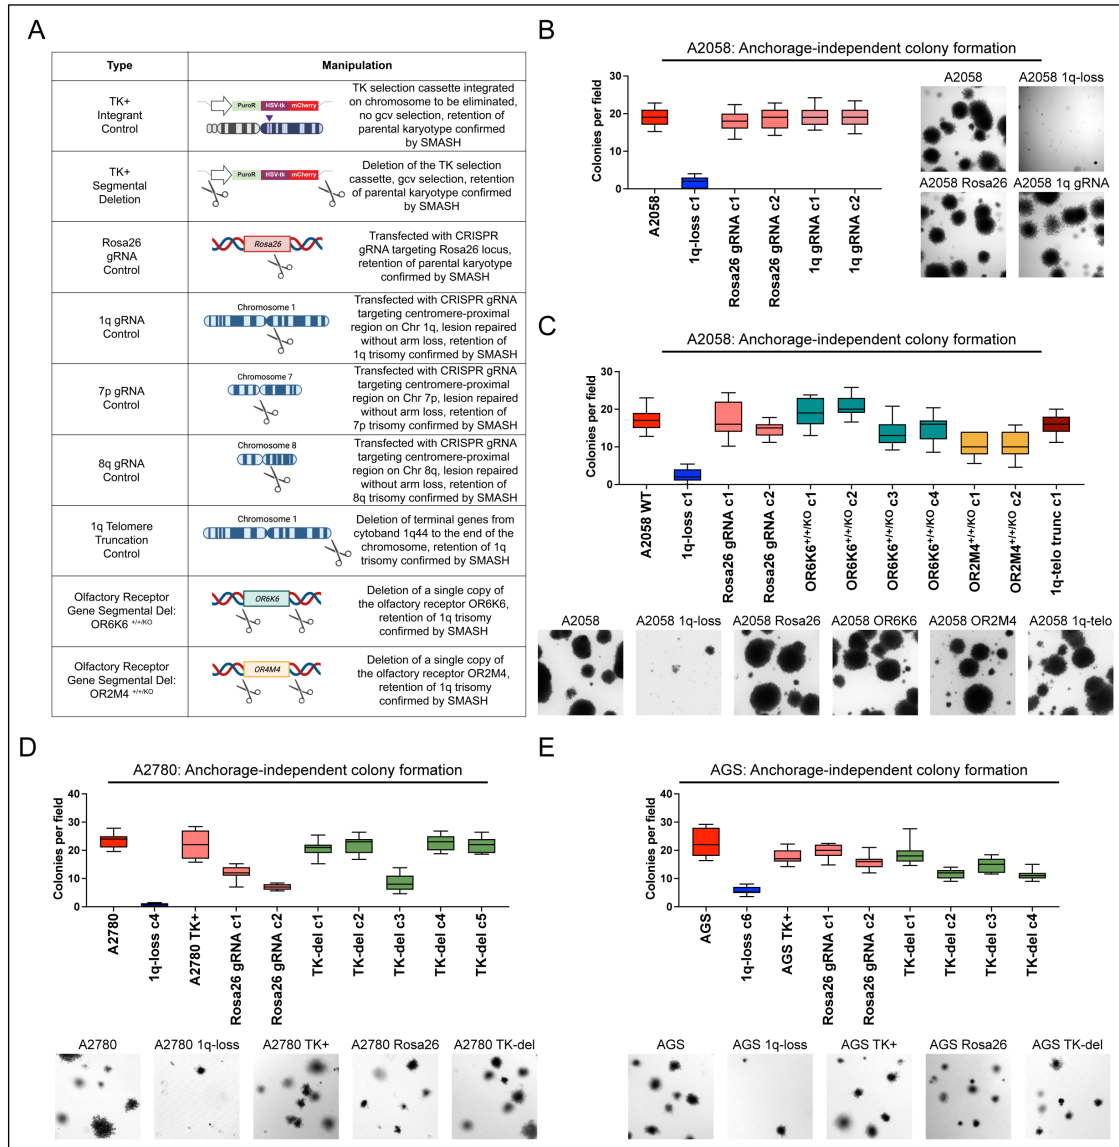 A
Type
Manipulation
TK+
Integrant
Control
PuroR
HSV-tk
mCherry
TK selection cassette integrated
on chromosome to be eliminated,
no gcv selection, retention of
parental karyotype confirmed
by SMASH
TK+
Segmental
Deletion
PuroR
HSV-tk
mCherry
Deletion of the TK selection
cassette, gcv selection, retention
of parental karyotype confirmed
by SMASH
Rosa26
gRNA
Control
Rosa26
Transfected with CRISPR
gRNA targeting Rosa26 locus,
retention of parental karyotype
confirmed by SMASH
1q gRNA
Control
Chromosome 1
Transfected with CRISPR gRNA
targeting centromere-proximal
region on Chr 1q, lesion repaired
without arm loss, retention of
1q trisomy confirmed by SMASH
7p gRNA
Control
Chromosome 7
Transfected with CRISPR gRNA
targeting centromere-proximal
region on Chr 7p, lesion repaired
without arm loss, retention of
7p trisomy confirmed by SMASH
8q gRNA
Control
Chromosome 8
Transfected with CRISPR gRNA
targeting centromere-proximal
region on Chr 8q, lesion repaired
without arm loss, retention of
8q trisomy confirmed by SMASH
1q Telomere
Truncation
Control
Chromosome 1
Deletion of terminal genes from
cytoband 1q44 to the end of the
chromosome, retention of 1q
trisomy confirmed by SMASH
Olfactory Receptor
Gene Segmental Del:
OR6K6 +/+/KO
OR6K6
Deletion of a single copy of
the olfactory receptor OR6K6,
retention of 1q trisomy
confirmed by SMASH
Olfactory Receptor
Gene Segmental Del:
OR2M4 +/+/KO
OR4M4
Deletion of a single copy of
the olfactory receptor OR2M4,
retention of 1q trisomy
confirmed by SMASH
B
A2058: Anchorage-independent colony formation
Colonies per field
30
20
10
0
A2058
1q-loss c1
Rosa26 gRNA c1
Rosa26 gRNA c2
1q gRNA c1
1q gRNA c2
A2058
A2058 1q-loss
A2058 Rosa26
A2058 1q gRNA
C
A2058: Anchorage-independent colony formation
Colonies per field
30
20
10
0
A2058 WT
1q-loss c1
Rosa26 gRNA c1
Rosa26 gRNA c2
OR6K6+/+/KO c1
OR6K6+/+/KO c2
OR6K6+/+/KO c3
OR6K6+/+/KO c4
OR2M4+/+/KO c1
OR2M4+/+/KO c2
1q-telo trunc c1
A2058
A2058 1q-loss
A2058 Rosa26
A2058 OR6K6
A2058 OR2M4
A2058 1q-telo
D
A2780: Anchorage-independent colony formation
Colonies per field
40
30
20
10
0
A2780
1q-loss c4
A2780 TK+
Rosa26 gRNA c1
Rosa26 gRNA c2
TK-del c1
TK-del c2
TK-del c3
TK-del c4
TK-del c5
A2780
A2780 1q-loss
A2780 TK+
A2780 Rosa26
A2780 TK-del
E
AGS: Anchorage-independent colony formation
Colonies per field
40
30
20
10
0
AGS
1q-loss c6
AGS TK+
Rosa26 gRNA c1
Rosa26 gRNA c2
TK-del c1
TK-del c2
TK-del c3
TK-del c4
AGS
AGS 1q-loss
AGS TK+
AGS Rosa26
AGS TK-del